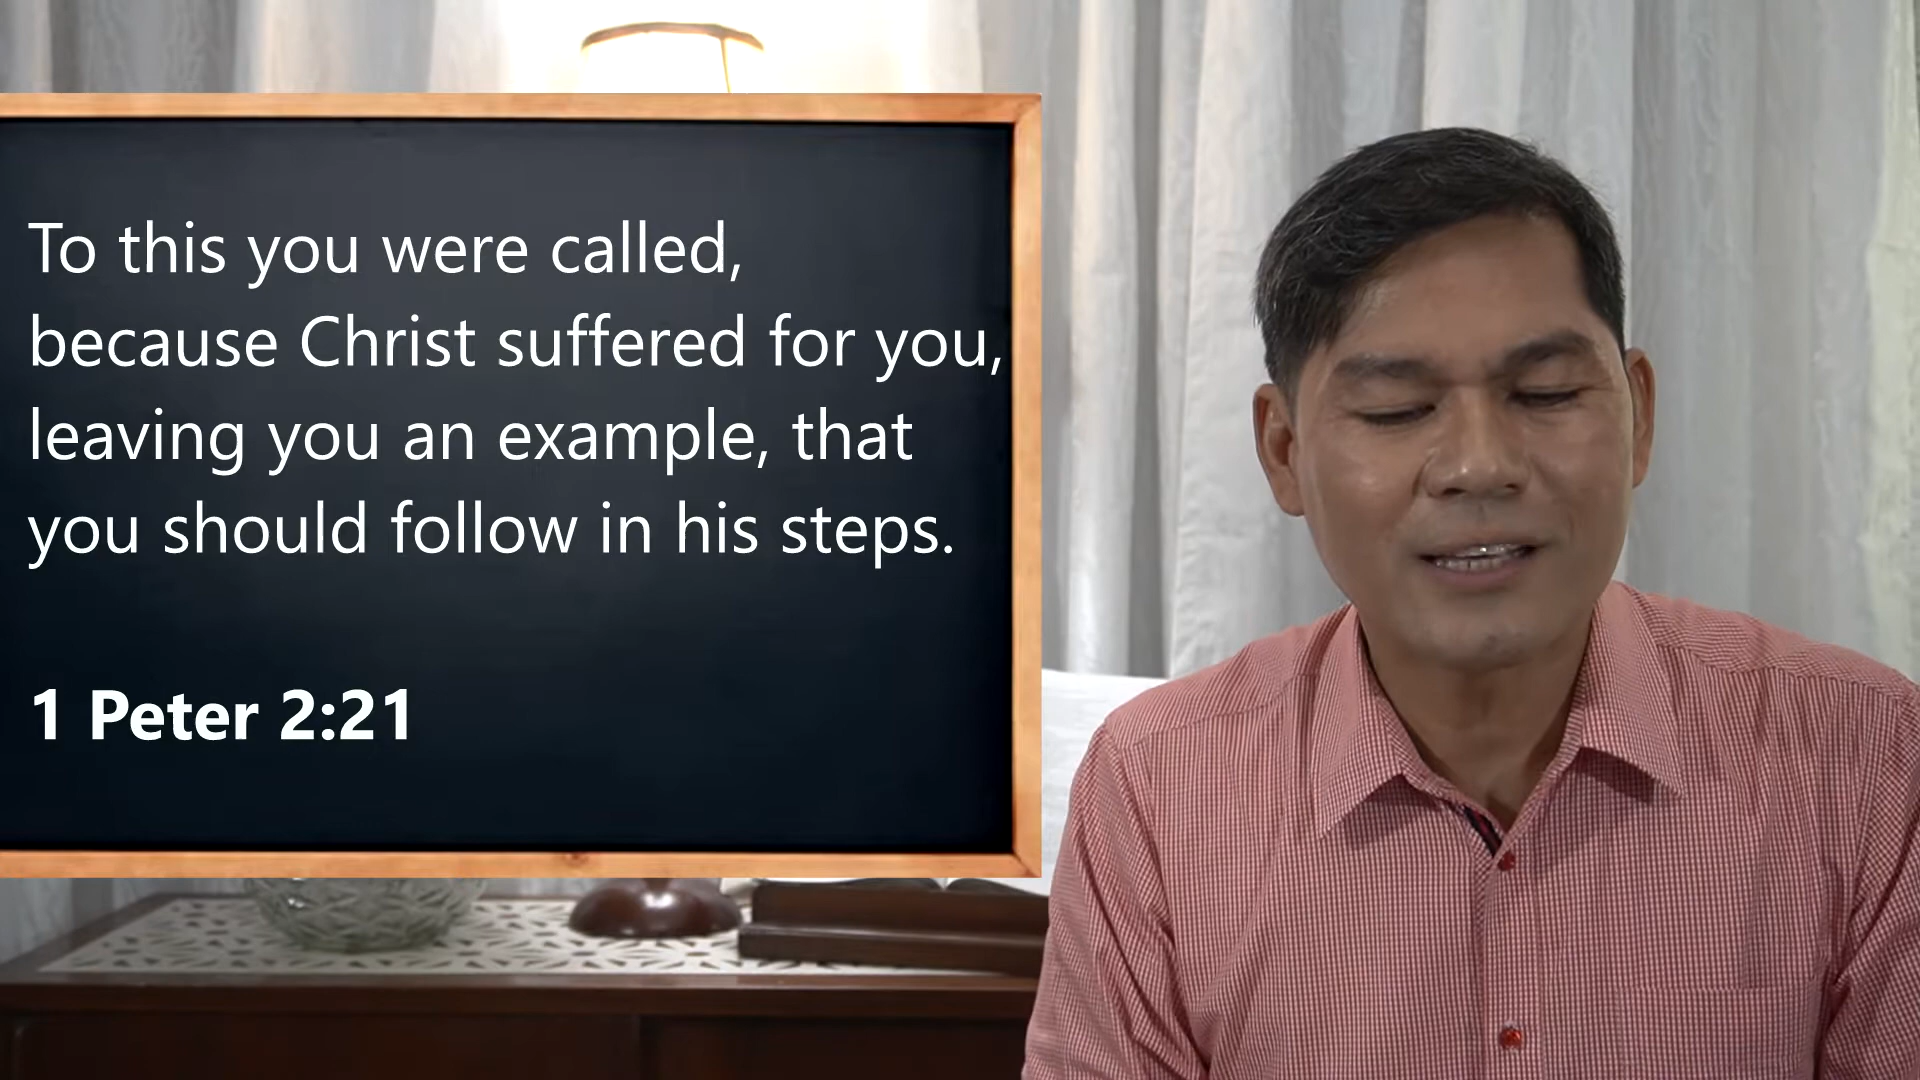 To this you were called,
because Christ suffered for you,
leaving you an example, that
you should follow in his steps.
1 Peter 2:21